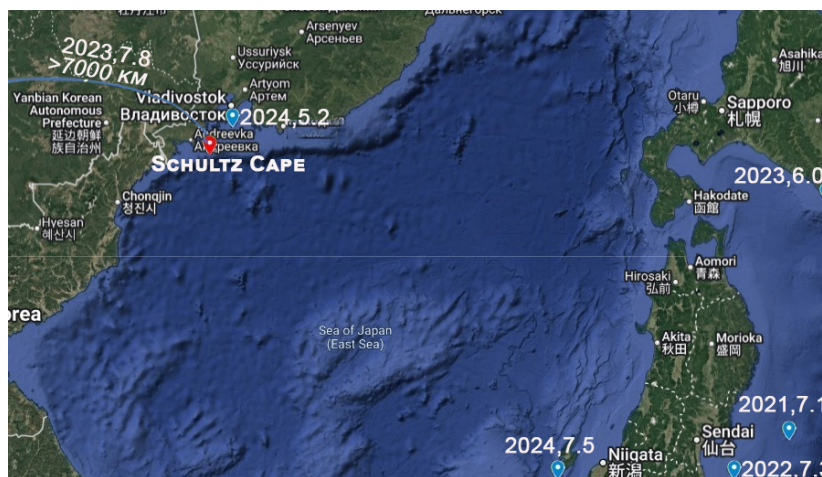 Дальнегорск
Arsenyev
Арсеньев
Asahika
旭川
2023,7.8
>7000 км
Ussuriysk
Уссурийск
Artyom
Артем
Otaru
小樽
Sapporo
札幌
Yanbian Korean
Autonomous
Prefecture
延边朝鲜
族自治州
Vladivostok
Владивосток
2024,5.2
Andreevka
Андреевка
SCHULTZ CAPE
2023,6.0
Chongjin
청진시
Hakodate
函館
Hyesan
혜산시
Aomori
青森
Hirosaki
弘前
orea
Sea of Japan
(East Sea)
Akita
秋田
Morioka
盛岡
2021,7.1
Sendai
仙台
2024,7.5
Niigata
新潟
2022,7.3